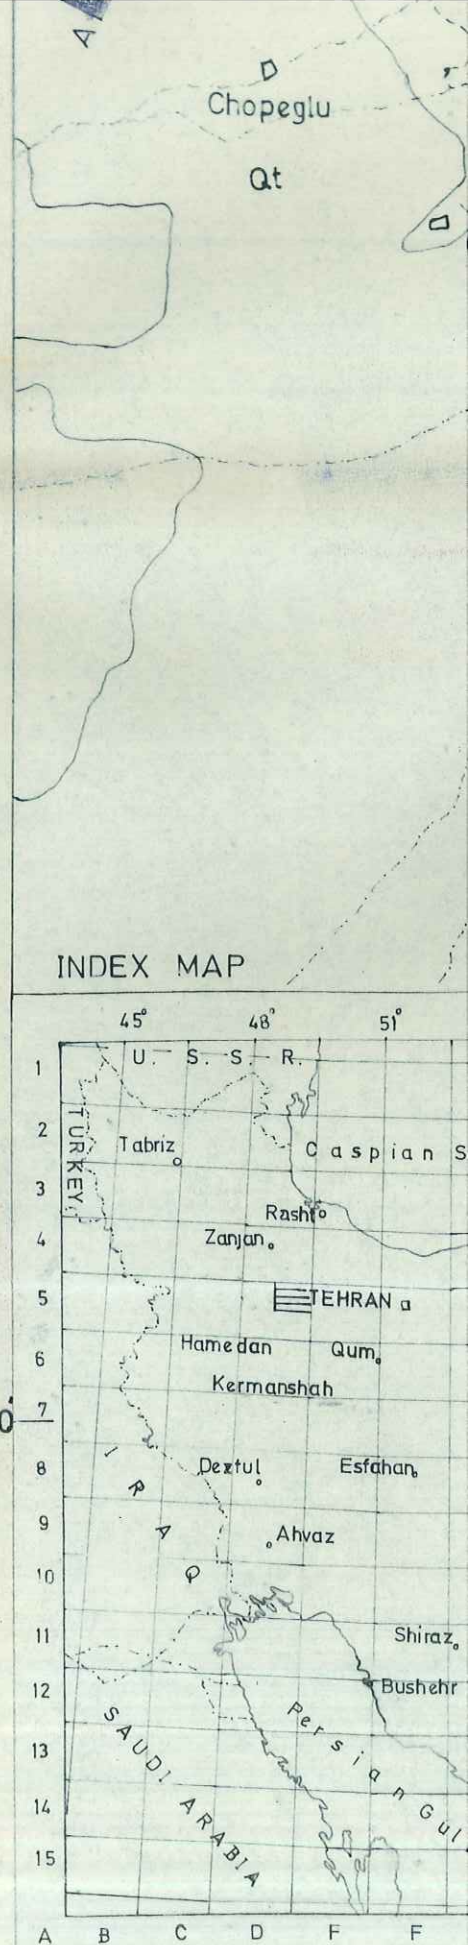 A
Chopeglu
Qt
INDEX MAP
45° 48° 51°
1
U. S. S. R.
2
TURKEY
Tabriz
Caspian S
3
Rasht
4
Zanjan
5
TEHRAN
6
Hamedan
Qum
Kermanshah
7
0'
8
Deztul
Esfahan
IRAQ
9
Ahvaz
10
11
Shiraz
12
Bushehr
SAUDI ARABIA
Persian Gul
13
14
15
A B C D F F